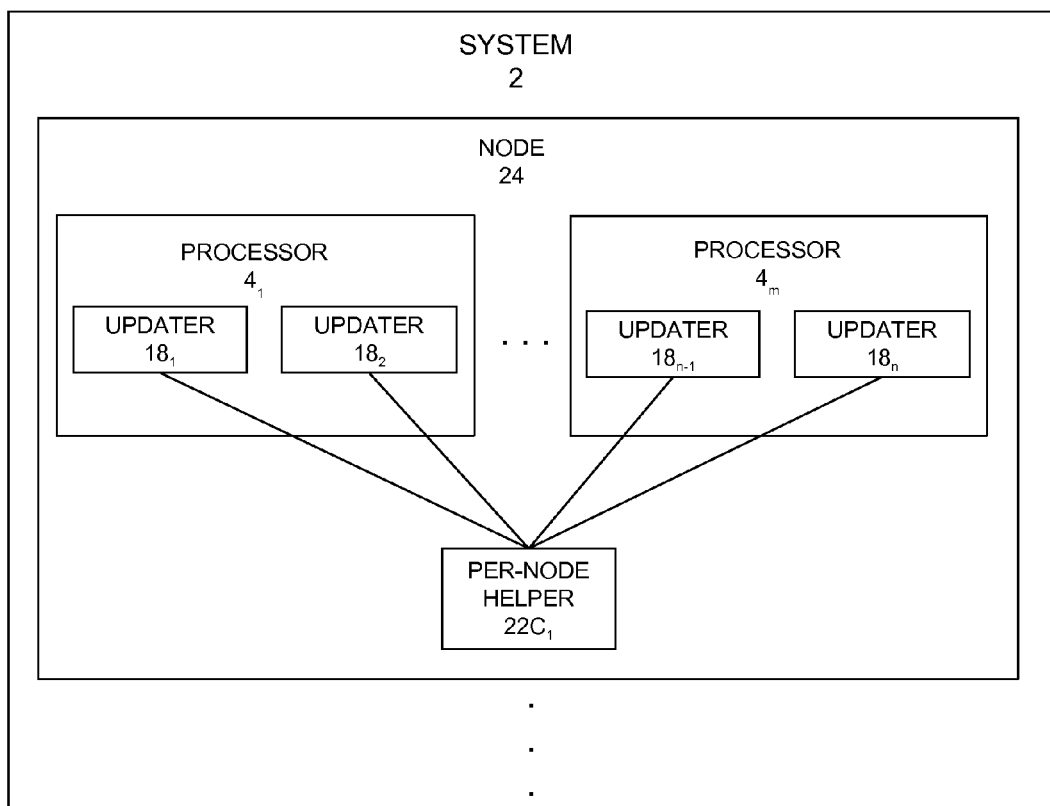 SYSTEM
2
NODE
24
PROCESSOR
4₁
UPDATER
18₁
UPDATER
18₂
. . .
PROCESSOR
4ₘ
UPDATER
18ₙ₋₁
UPDATER
18ₙ
PER-NODE
HELPER
22C₁
.
.
.